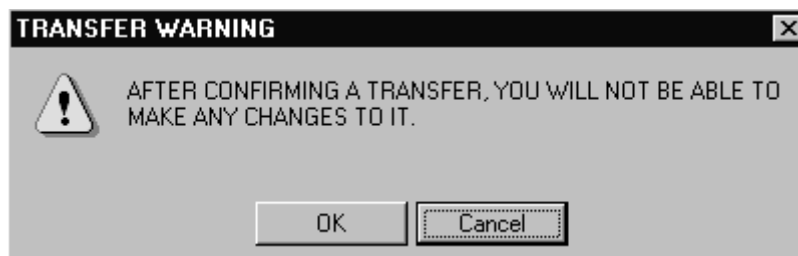 TRANSFER WARNING
AFTER CONFIRMING A TRANSFER, YOU WILL NOT BE ABLE TO
MAKE ANY CHANGES TO IT.
OK Cancel